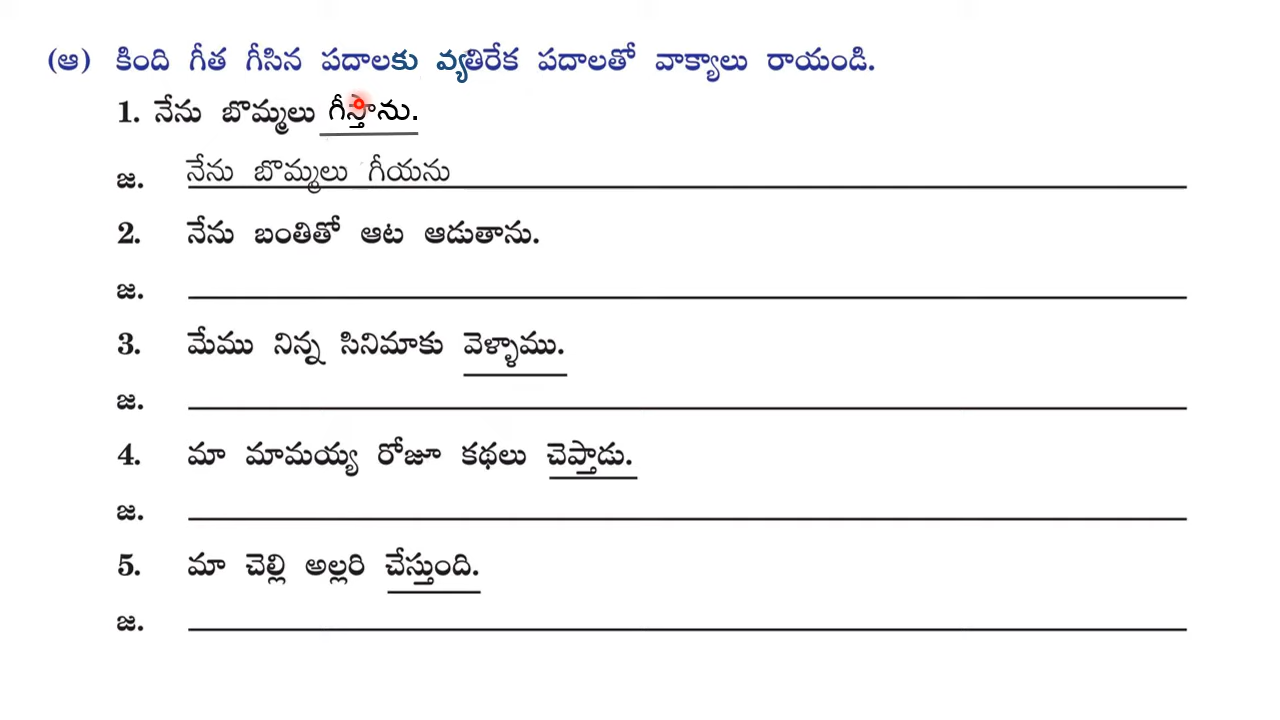 (ఆ) కింది గీత గీసిన పదాలకు వ్యతిరేక పదాలతో వాక్యాలు రాయండి.
1. నేను బొమ్మలు గీస్తాను.
జ. నేను బొమ్మలు గీయను
2. నేను బంతితో ఆట ఆడుతాను.
జ.
3. మేము నిన్న సినిమాకు వెళ్ళాము.
జ.
4. మా మామయ్య రోజూ కథలు చెప్తాడు.
జ.
5. మా చెల్లి అల్లరి చేస్తుంది.
జ.